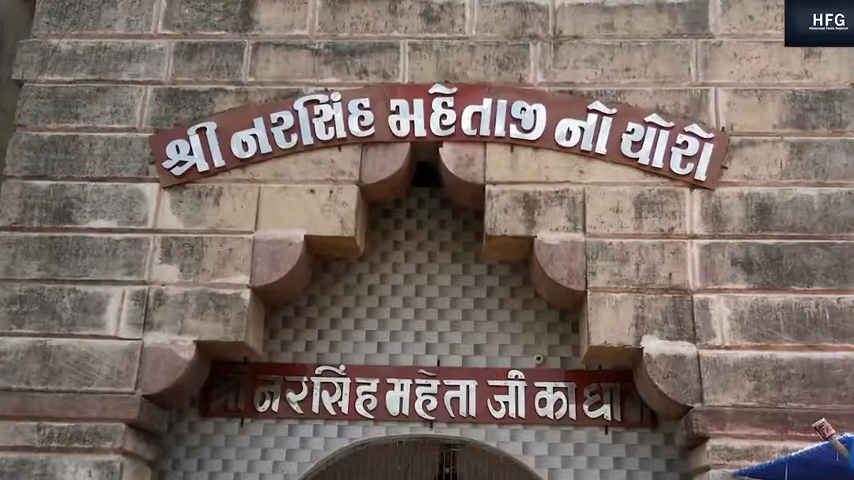 HFG
શ્રી નરસિંહ મહેતાજી નો ચોરો
श्री नरसिंह महेता जी का धाम